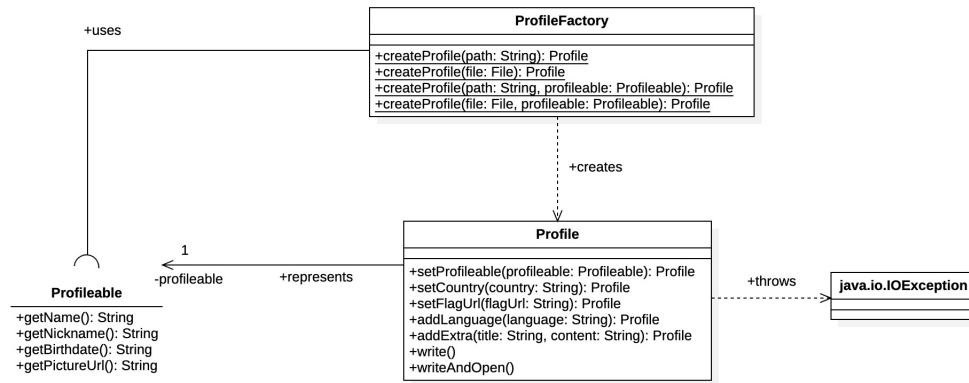 ProfileFactory
+uses
+createProfile(path: String): Profile
+createProfile(file: File): Profile
+createProfile(path: String, profileable: Profileable): Profile
+createProfile(file: File, profileable: Profileable): Profile
+creates
Profile
1
-profileable
+represents
+setProfileable(profileable: Profileable): Profile
+setCountry(country: String): Profile
+setFlagUrl(flagUrl: String): Profile
+addLanguage(language: String): Profile
+addExtra(title: String, content: String): Profile
+write()
+writeAndOpen()
+throws
java.io.IOException
Profileable
+getName(): String
+getNickname(): String
+getBirthdate(): String
+getPictureUrl(): String